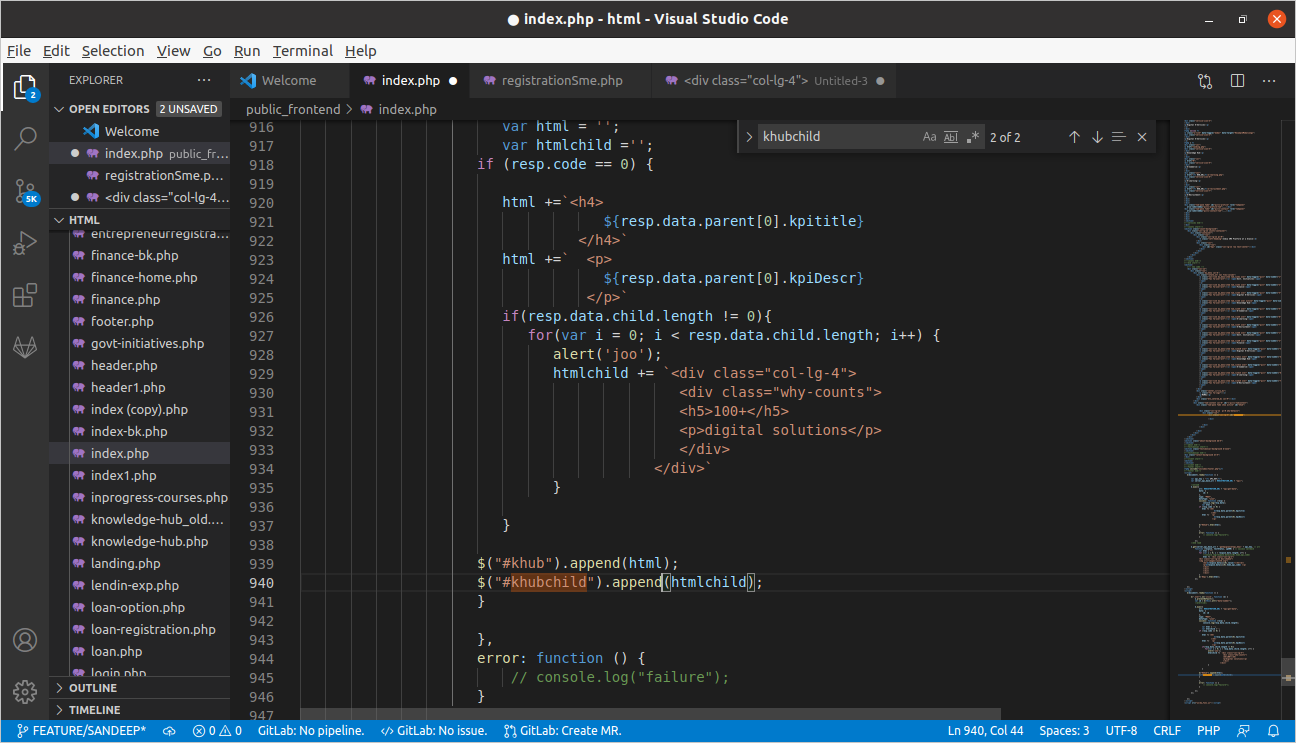 index.php - html - Visual Studio Code
File Edit Selection View Go Run Terminal Help
2
EXPLORER
Welcome
index.php
registrationSme.php
<div class="col-lg-4"> Untitled-3
OPEN EDITORS 2 UNSAVED
public_frontend > index.php
Welcome
index.php public_fr...
registrationSme.p...
<div class="col-lg-4...
5K
HTML
entrepreneurregistra...
finance-bk.php
finance-home.php
finance.php
footer.php
govt-initiatives.php
header.php
header1.php
index (copy).php
index-bk.php
index.php
index1.php
inprogress-courses.php
knowledge-hub_old....
knowledge-hub.php
landing.php
lendin-exp.php
loan-option.php
loan-registration.php
loan.php
login.php
OUTLINE
TIMELINE
khubchild Aa Abl .* 2 of 2
916 var html = '';
917 var htmlchild ='';
918 if (resp.code == 0) {
919
920 html +=`<h4>
921 ${resp.data.parent[0].kpititle}
922 </h4>`
923 html +=` <p>
924 ${resp.data.parent[0].kpiDescr}
925 </p>`
926 if(resp.data.child.length != 0){
927 for(var i = 0; i < resp.data.child.length; i++) {
928 alert('joo');
929 htmlchild += `<div class="col-lg-4">
930 <div class="why-counts">
931 <h5>100+</h5>
932 <p>digital solutions</p>
933 </div>
934 </div>`
935 }
936
937 }
938
939 $("#khub").append(html);
940 $("#khubchild").append(htmlchild);
941 }
942
943 },
944 error: function () {
945 // console.log("failure");
946 }
947
FEATURE/SANDEEP* 0 0 GitLab: No pipeline. GitLab: No issue. GitLab: Create MR. Ln 940, Col 44 Spaces: 3 UTF-8 CRLF PHP